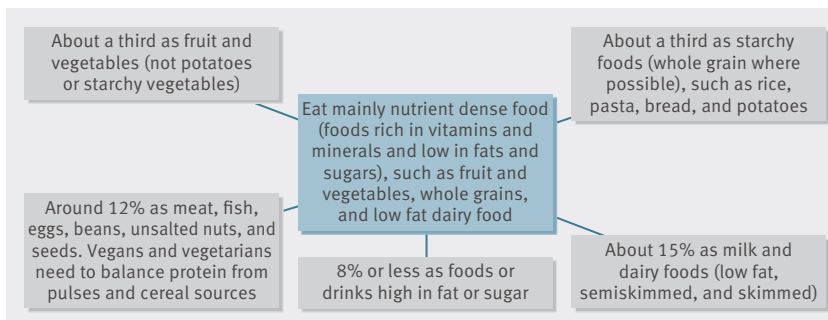 About a third as fruit and
vegetables (not potatoes
or starchy vegetables)
About a third as starchy
foods (whole grain where
possible), such as rice,
pasta, bread, and potatoes
Eat mainly nutrient dense food
(foods rich in vitamins and
minerals and low in fats and
sugars), such as fruit and
vegetables, whole grains,
and low fat dairy food
Around 12% as meat, fish,
eggs, beans, unsalted nuts, and
seeds. Vegans and vegetarians
need to balance protein from
pulses and cereal sources
8% or less as foods or
drinks high in fat or sugar
About 15% as milk and
dairy foods (low fat,
semiskimmed, and skimmed)